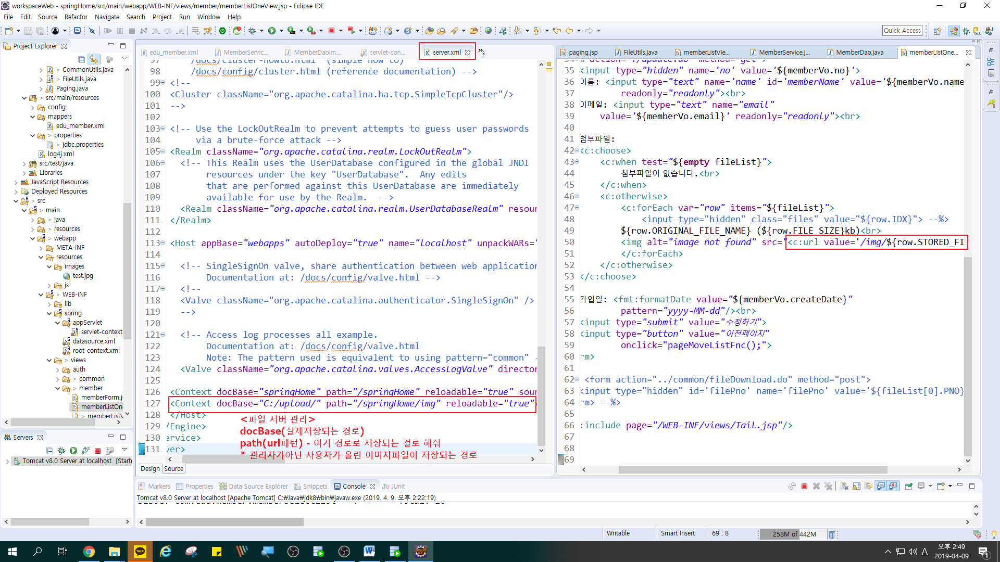 workspaceWeb - springHome/src/main/webapp/WEB-INF/views/member/memberListOneView.jsp - Eclipse IDE
File Edit Source Refactor Navigate Search Project Run Window Help
Quick Access
Project Explorer
CommonUtils.java
FileUtils.java
Paging.java
src/main/resources
config
mappers
edu_member.xml
properties
jdbc.properties
log4j.xml
src/test/java
Libraries
JavaScript Resources
Deployed Resources
src
main
java
resources
webapp
META-INF
resources
images
test.jpg
js
WEB-INF
lib
spring
appServlet
servlet-context
datasource.xml
root-context.xml
views
auth
common
member
memberForm.j
memberListOn
memberListV
Servers
Tomcat v8.0 Server at localhost [Starte
edu_member.xml MemberServic... MemberDaoIm... servlet-con... server.xml »3
97 /docs/cluster-howto.html (simple how to)
98 /docs/config/cluster.html (reference documentation) -->
99 <!--
100 <Cluster className="org.apache.catalina.ha.tcp.SimpleTcpCluster"/>
101 -->
102
103 <!-- Use the LockOutRealm to prevent attempts to guess user passwords
104 via a brute-force attack -->
105 <Realm className="org.apache.catalina.realm.LockOutRealm">
106 <!-- This Realm uses the UserDatabase configured in the global JNDI
107 resources under the key "UserDatabase". Any edits
108 that are performed against this UserDatabase are immediately
109 available for use by the Realm. -->
110 <Realm className="org.apache.catalina.realm.UserDatabaseRealm" resour
111 </Realm>
112
113 <Host appBase="webapps" autoDeploy="true" name="localhost" unpackWARs="
114
115 <!-- SingleSignOn valve, share authentication between web application
116 Documentation at: /docs/config/valve.html -->
117 <!--
118 <Valve className="org.apache.catalina.authenticator.SingleSignOn" />
119 -->
120
121 <!-- Access log processes all example.
122 Documentation at: /docs/config/valve.html
123 Note: The pattern used is equivalent to using pattern="common" -
124 <Valve className="org.apache.catalina.valves.AccessLogValve" director
125
126 <Context docBase="springHome" path="/springHome" reloadable="true" sour
127 <Context docBase="C:/upload/" path="/springHome/img" reloadable="true"
128 </Host>
129 /Engine>
130 ervice>
131 ver>
<파일 서버 관리>
docBase(실제저장되는 경로)
path(url패턴) - 여기 경로로 저장되는 걸로 해줘
* 관리자가아닌 사용자가 올린 이미지파일이 저장되는 경로
Design Source
paging.jsp FileUtils.java memberListVie... MemberService.j... MemberDao.java memberListOne...
34 m action="./update.do" method="get">
35 <input type="hidden" name='no' value='${memberVo.no}'>
36 이름: <input type="text" name='name' id='memberName' value='${memberVo.name
37 readonly="readonly"><br>
38 이메일: <input type="text" name="email"
39 value='${memberVo.email}' readonly="readonly"><br>
40
41 첨부파일:
42 <c:choose>
43 <c:when test="${empty fileList}">
44 첨부파일이 없습니다.<br>
45 </c:when>
46 <c:otherwise>
47 <c:forEach var="row" items="${fileList}">
48 <input type="hidden" class="files" value="${row.IDX}"> --%>
49 ${row.ORIGINAL_FILE_NAME} (${row.FILE_SIZE}kb)<br>
50 <img alt="image not found" src="<c:url value='/img/${row.STORED_FI
51 </c:forEach>
52 </c:otherwise>
53 </c:choose>
54
55 가입일: <fmt:formatDate value="${memberVo.createDate}"
56 pattern="yyyy-MM-dd"/><br>
57 <input type="submit" value="수정하기">
58 <input type="button" value="이전페이지"
59 onclick="pageMoveListFnc();">
60 rm>
61
62 <form action="../common/fileDownload.do" method="post">
63 <input type="hidden" id='filePno' name='filePno' value='${fileList[0].PNO}
64 rm> --%>
65
66 :include page="/WEB-INF/views/Tail.jsp"/>
67
68
69
Markers Properties Data Source Explorer Snippets Console JUnit
Tomcat v8.0 Server at localhost [Apache Tomcat] C:₩Java₩jdk8₩bin₩javaw.exe (2019. 4. 9. 오후 2:22:19)
Writable Smart Insert 69 : 8 258M of 442M
TALK
A 오후 2:49
2019-04-09
1